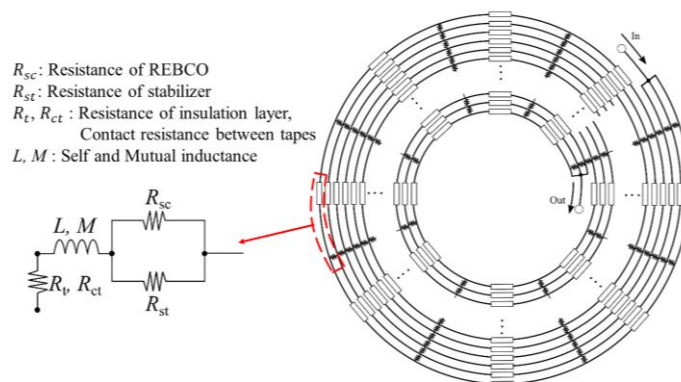 R_sc : Resistance of REBCO
R_st : Resistance of stabilizer
R_t, R_ct : Resistance of insulation layer,
Contact resistance between tapes
L, M : Self and Mutual inductance
In
Out
R_sc
L, M
R_t, R_ct
R_st